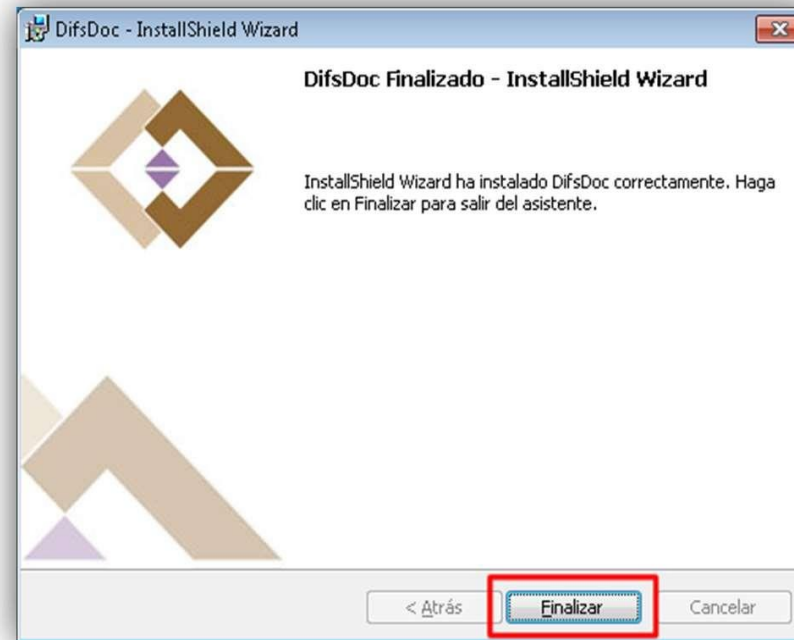 DifsDoc - InstallShield Wizard
DifsDoc Finalizado - InstallShield Wizard
InstallShield Wizard ha instalado DifsDoc correctamente. Haga
clic en Finalizar para salir del asistente.
< Atrás
Finalizar
Cancelar